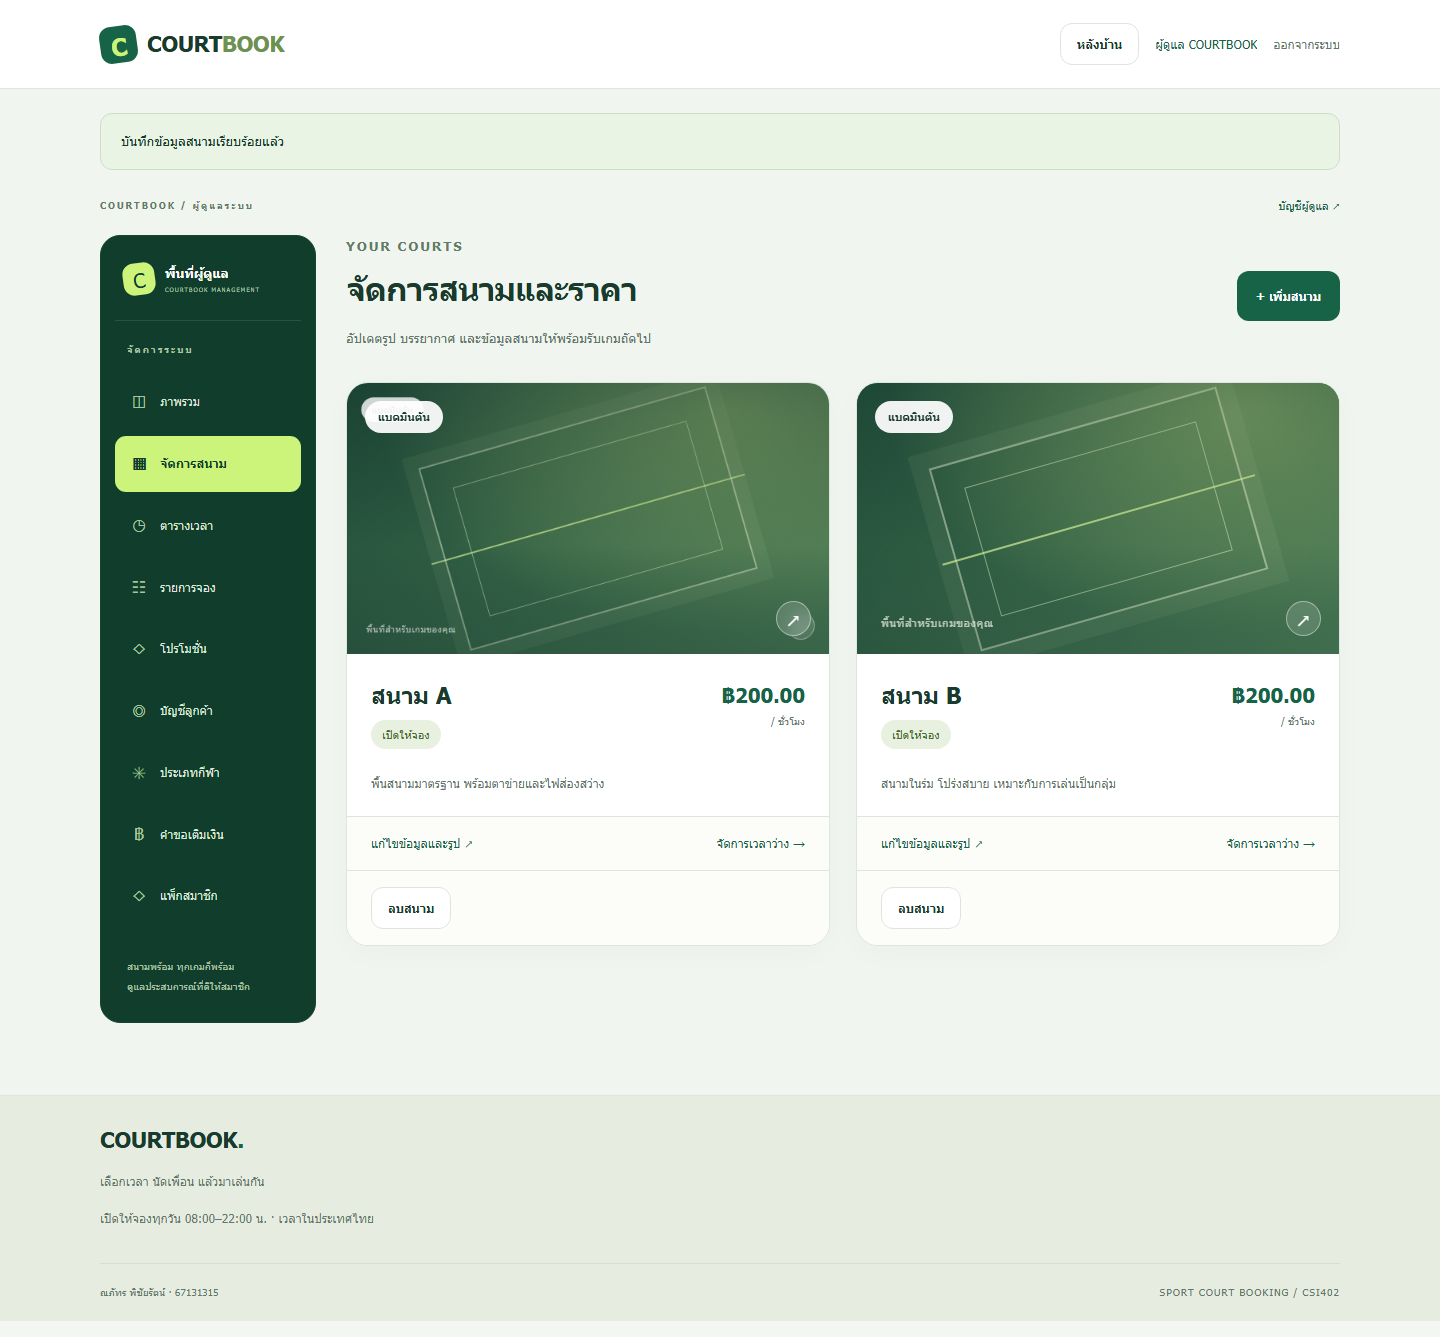 C COURTBOOK
หลังบ้าน ผู้ดูแล COURTBOOK ออกจากระบบ
บันทึกข้อมูลสนามเรียบร้อยแล้ว
COURTBOOK / ผู้ดูแลระบบ
บัญชีผู้ดูแล ↗
C พื้นที่ผู้ดูแล
COURTBOOK MANAGEMENT
จัดการระบบ
ภาพรวม
จัดการสนาม
ตารางเวลา
รายการจอง
โปรโมชั่น
บัญชีลูกค้า
ประเภทกีฬา
฿ คำขอเติมเงิน
แพ็กสมาชิก
สนามพร้อม ทุกเกมก็พร้อม
ดูแลประสบการณ์ที่ดีให้สมาชิก
YOUR COURTS
จัดการสนามและราคา
อัปเดตรูป บรรยากาศ และข้อมูลสนามให้พร้อมรับเกมถัดไป
+ เพิ่มสนาม
แบดมินตัน
พื้นที่สำหรับเกมของคุณ
↗
สนาม A
฿200.00
/ ชั่วโมง
เปิดให้จอง
พื้นสนามมาตรฐาน พร้อมตาข่ายและไฟส่องสว่าง
แก้ไขข้อมูลและรูป ↗
จัดการเวลาว่าง →
ลบสนาม
แบดมินตัน
พื้นที่สำหรับเกมของคุณ
↗
สนาม B
฿200.00
/ ชั่วโมง
เปิดให้จอง
สนามในร่ม โปร่งสบาย เหมาะกับการเล่นเป็นกลุ่ม
แก้ไขข้อมูลและรูป ↗
จัดการเวลาว่าง →
ลบสนาม
COURTBOOK.
เลือกเวลา นัดเพื่อน แล้วมาเล่นกัน
เปิดให้จองทุกวัน 08:00–22:00 น. · เวลาในประเทศไทย
ณภัทร พิชัยรัตน์ · 67131315
SPORT COURT BOOKING / CSI402